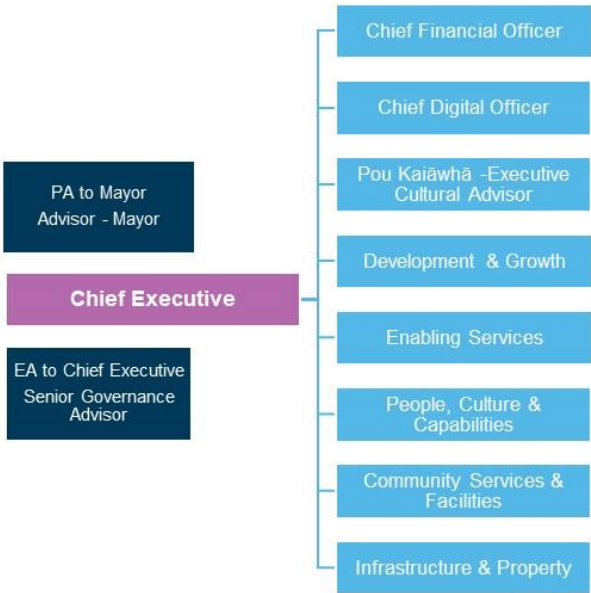 PA to Mayor
Advisor - Mayor
Chief Executive
EA to Chief Executive
Senior Governance
Advisor
Chief Financial Officer
Chief Digital Officer
Pou Kaiāwhā -Executive
Cultural Advisor
Development & Growth
Enabling Services
People, Culture &
Capabilities
Community Services &
Facilities
Infrastructure & Property